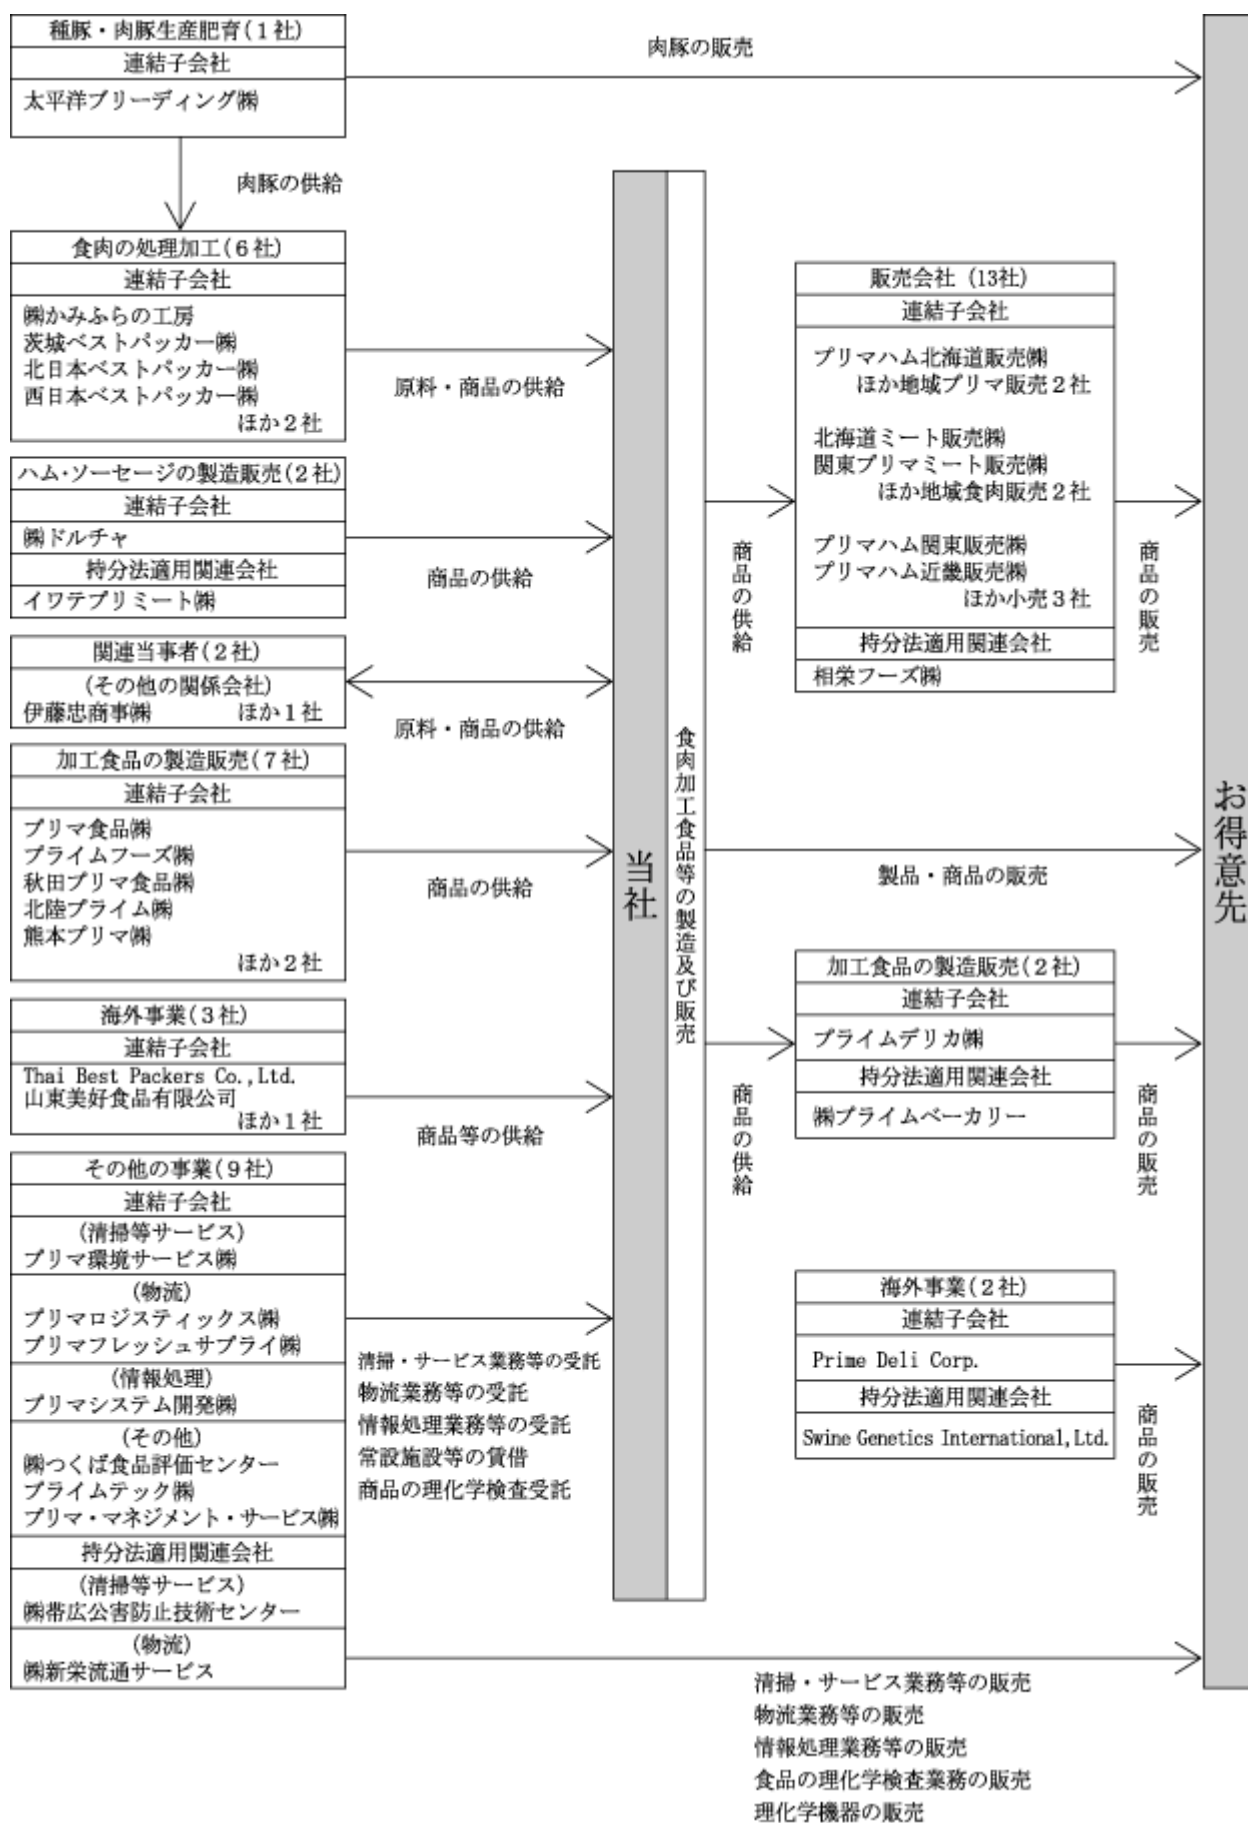 種豚・肉豚生産肥育(1社)
連結子会社
太平洋ブリーディング㈱
肉豚の販売
肉豚の供給
食肉の処理加工(6社)
連結子会社
㈱かみふらの工房
茨城ベストパッカー㈱
北日本ベストパッカー㈱
西日本ベストパッカー㈱
ほか2社
原料・商品の供給
ハム・ソーセージの製造販売(2社)
連結子会社
㈱ドルチャ
持分法適用関連会社
イワテプリミート㈱
商品の供給
関連当事者(2社)
(その他の関係会社)
伊藤忠商事㈱ ほか1社
原料・商品の供給
加工食品の製造販売(7社)
連結子会社
プリマ食品㈱
プライムフーズ㈱
秋田プリマ食品㈱
北陸プライム㈱
熊本プリマ㈱
ほか2社
商品の供給
海外事業(3社)
連結子会社
Thai Best Packers Co.,Ltd.
山東美好食品有限公司
ほか1社
商品等の供給
その他の事業(9社)
連結子会社
(清掃等サービス)
プリマ環境サービス㈱
(物流)
プリマロジスティックス㈱
プリマフレッシュサプライ㈱
(情報処理)
プリマシステム開発㈱
(その他)
㈱つくば食品評価センター
プライムテック㈱
プリマ・マネジメント・サービス㈱
持分法適用関連会社
(清掃等サービス)
㈱帯広公害防止技術センター
(物流)
㈱新栄流通サービス
清掃・サービス業務等の受託
物流業務等の受託
情報処理業務等の受託
常設施設等の賃借
商品の理化学検査受託
当社
食肉加工食品等の製造及び販売
商品の供給
販売会社(13社)
連結子会社
プリマハム北海道販売㈱
ほか地域プリマ販売2社
北海道ミート販売㈱
関東プリマミート販売㈱
ほか地域食肉販売2社
プリマハム関東販売㈱
プリマハム近畿販売㈱
ほか小売3社
持分法適用関連会社
相栄フーズ㈱
商品の販売
製品・商品の販売
商品の供給
加工食品の製造販売(2社)
連結子会社
プライムデリカ㈱
持分法適用関連会社
㈱プライムベーカリー
商品の販売
海外事業(2社)
連結子会社
Prime Deli Corp.
持分法適用関連会社
Swine Genetics International,Ltd.
商品の販売
清掃・サービス業務等の販売
物流業務等の販売
情報処理業務等の販売
食品の理化学検査業務の販売
理化学機器の販売
お得意先